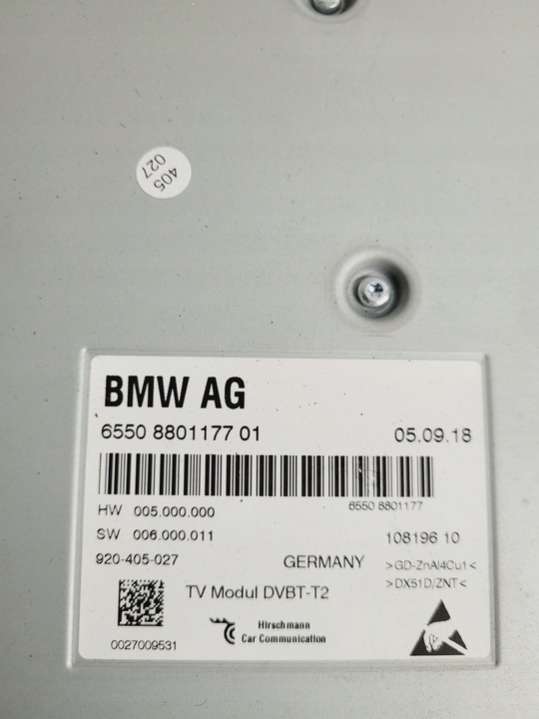 405
027
BMW AG
6550 8801177 01
05.09.18
6550 8801177
HW 005.000.000
SW 006.000.011
108196 10
920-405-027
GERMANY
>GD-ZnAl4Cu1<
>DX51D/ZNT<
TV Modul DVBT-T2
Hirschmann
Car Communication
0027009531